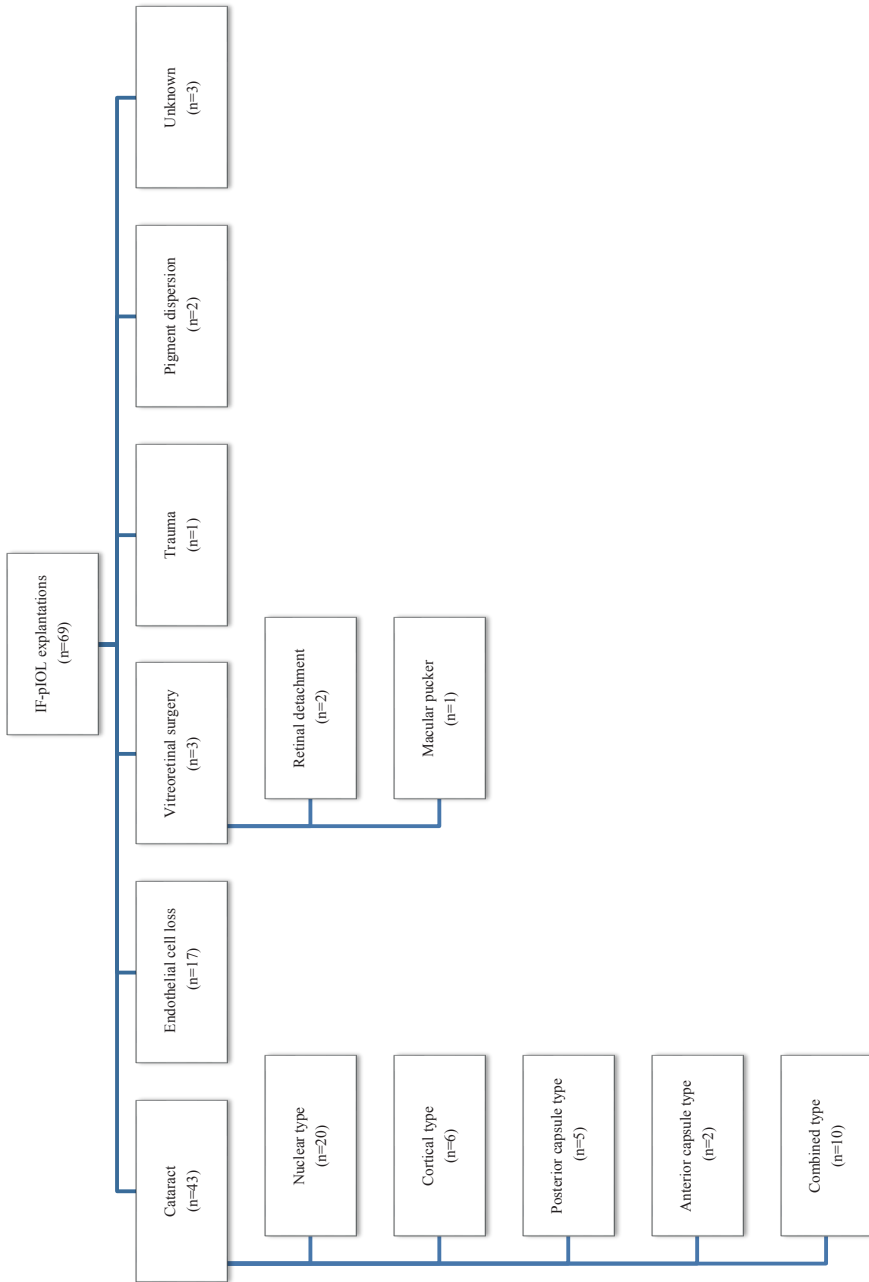 IF-pIOL explantations
(n=69)
Cataract
(n=43)
Endothelial cell loss
(n=17)
Vitreoretinal surgery
(n=3)
Trauma
(n=1)
Pigment dispersion
(n=2)
Unknown
(n=3)
Nuclear type
(n=20)
Cortical type
(n=6)
Posterior capsule type
(n=5)
Anterior capsule type
(n=2)
Combined type
(n=10)
Retinal detachment
(n=2)
Macular pucker
(n=1)